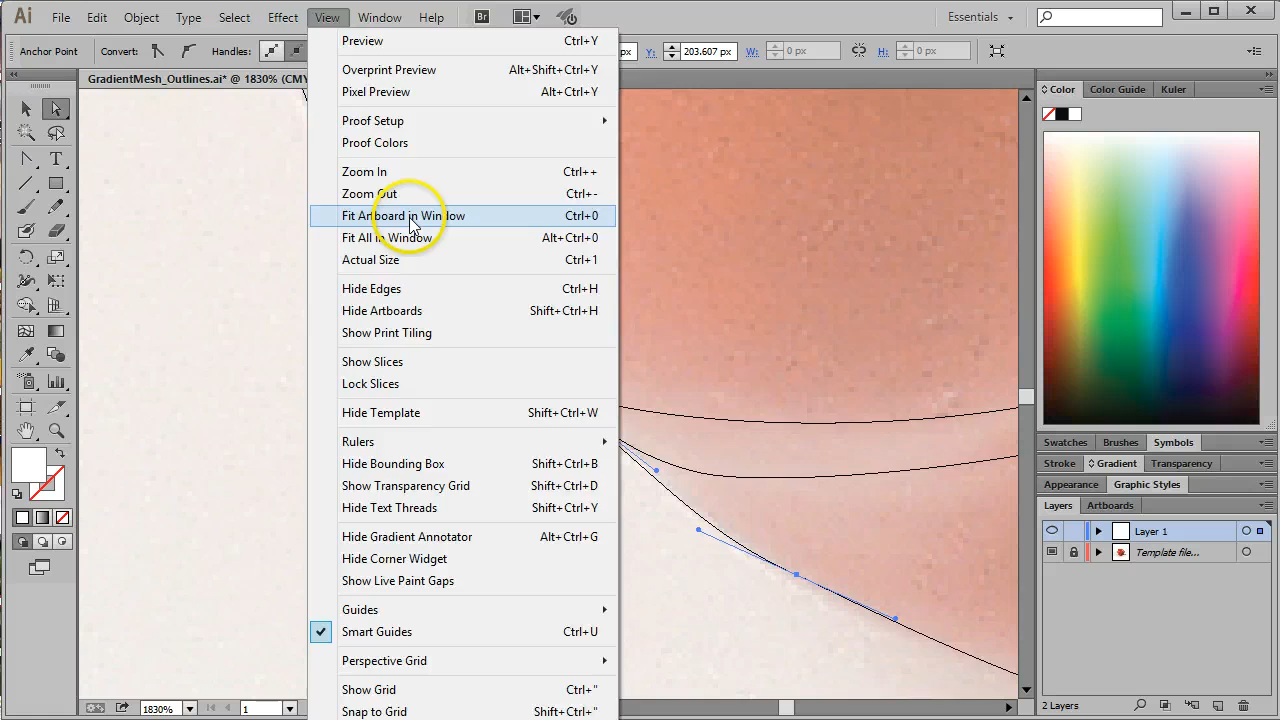 Ai File Edit Object Type Select Effect View Window Help Br Essentials
Anchor Point Convert: Handles: px Y: 203.607 px W: 0 px H: 0 px
GradientMesh_Outlines.ai* @ 1830% (CMY
Preview Ctrl+Y
Overprint Preview Alt+Shift+Ctrl+Y
Pixel Preview Alt+Ctrl+Y
Proof Setup
Proof Colors
Zoom In Ctrl++
Zoom Out Ctrl+-
Fit Artboard in Window Ctrl+0
Fit All in Window Alt+Ctrl+0
Actual Size Ctrl+1
Hide Edges Ctrl+H
Hide Artboards Shift+Ctrl+H
Show Print Tiling
Show Slices
Lock Slices
Hide Template Shift+Ctrl+W
Rulers
Hide Bounding Box Shift+Ctrl+B
Show Transparency Grid Shift+Ctrl+D
Hide Text Threads Shift+Ctrl+Y
Hide Gradient Annotator Alt+Ctrl+G
Hide Corner Widget
Show Live Paint Gaps
Guides
Smart Guides Ctrl+U
Perspective Grid
Show Grid Ctrl+"
Snap to Grid Shift+Ctrl+"
Color Color Guide Kuler
Swatches Brushes Symbols
Stroke Gradient Transparency
Appearance Graphic Styles
Layers Artboards
Layer 1
Template file...
2 Layers
1830% 1